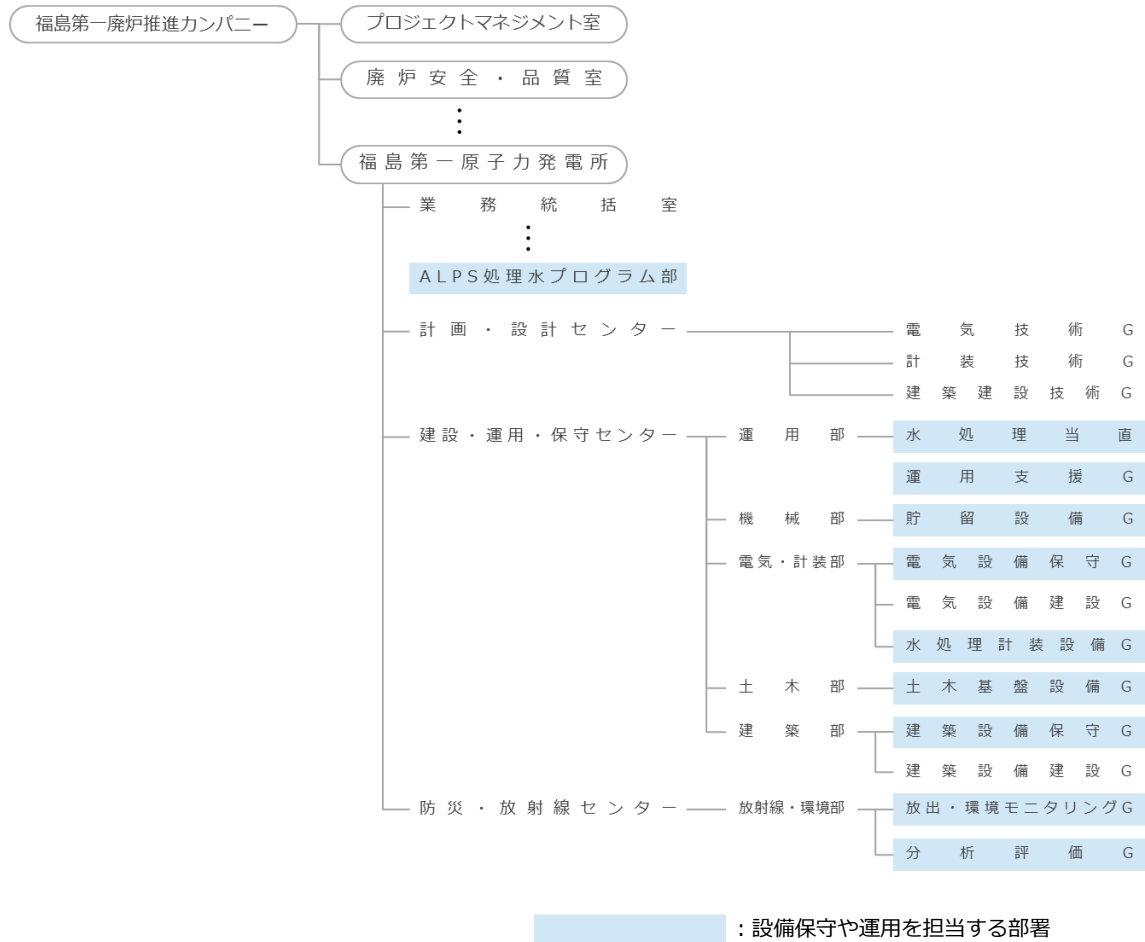 福島第一廃炉推進カンパニー
プロジェクトマネジメント室
廃炉安全・品質室
福島第一原子力発電所
業務統括室
ALPS処理水プログラム部
計画・設計センター
電気技術G
計装技術G
建築建設技術G
建設・運用・保守センター
運用部
水処理当直
運用支援G
機械部
貯留設備G
電気・計装部
電気設備保守G
電気設備建設G
水処理計装設備G
土木部
土木基盤設備G
建築部
建築設備保守G
建築設備建設G
防災・放射線センター
放射線・環境部
放出・環境モニタリングG
分析評価G
：設備保守や運用を担当する部署